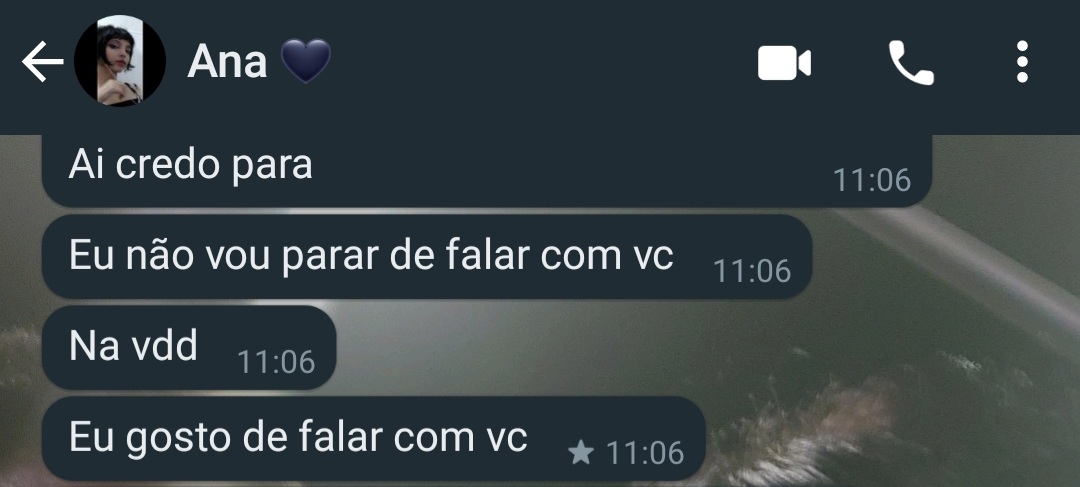 Ana 🖤
Ai credo para
11:06
Eu não vou parar de falar com vc
11:06
Na vdd
11:06
Eu gosto de falar com vc
★ 11:06